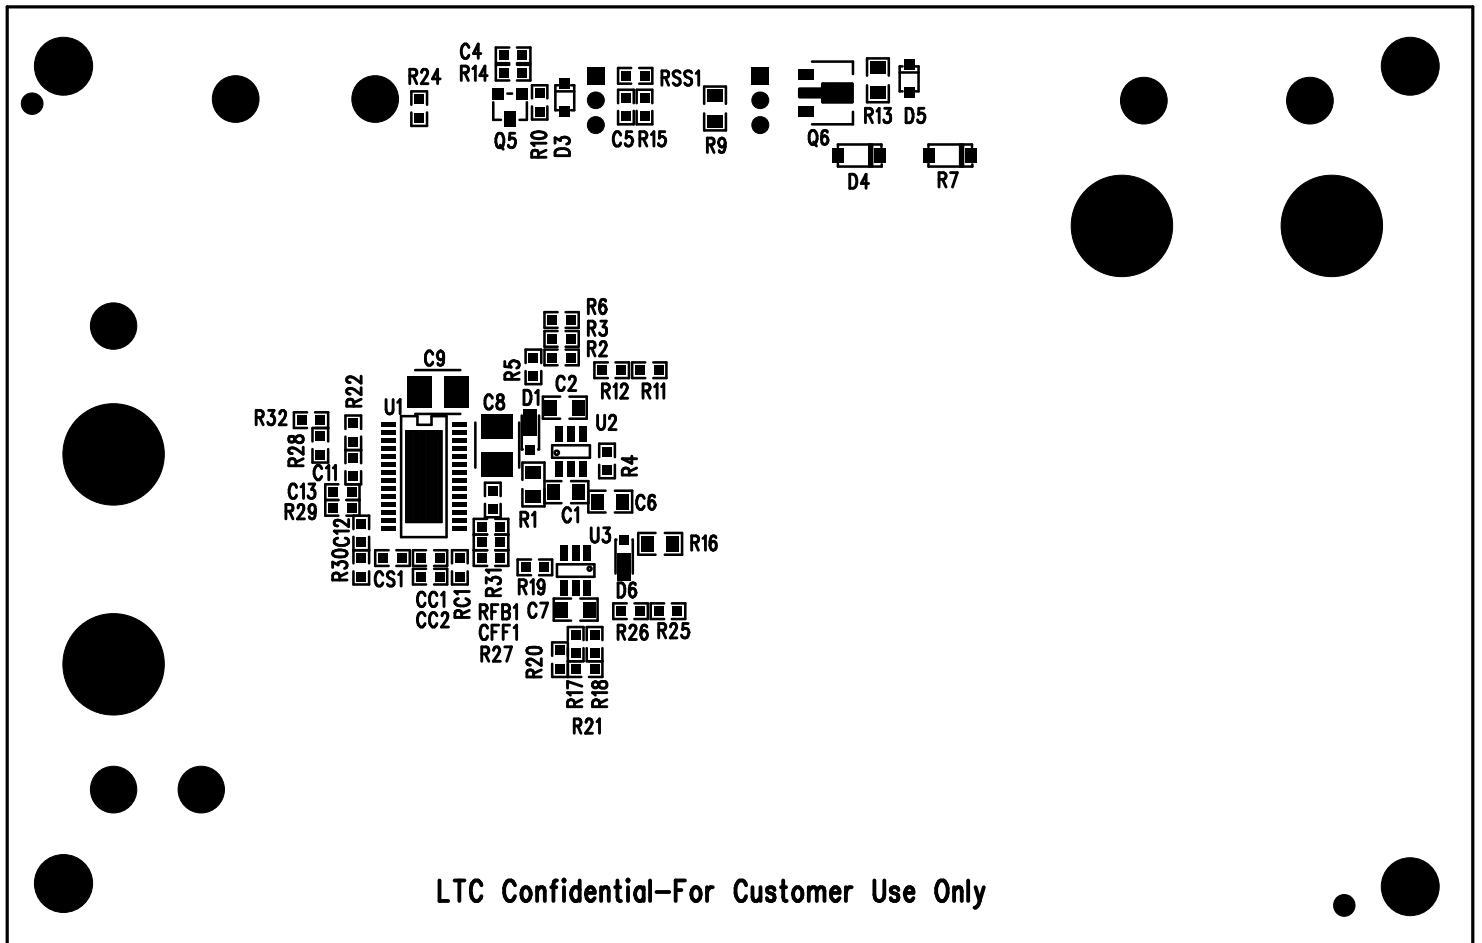 C4
R24
R14
RSS1
Q5
R10
D3
C5
R15
R9
Q6
R13
D5
D4
R7
R6
R3
R2
C9
R5
R12
R11
R22
D1
C2
U1
C8
R32
U2
R28
R4
C11
C13
R29
C12
R1
C1
C6
U3
R16
R30
CS1
R31
R19
D6
CC1
CC2
RC1
RFB1
CFF1
R27
C7
R26
R25
R20
R17
R18
R21
LTC Confidential-For Customer Use Only